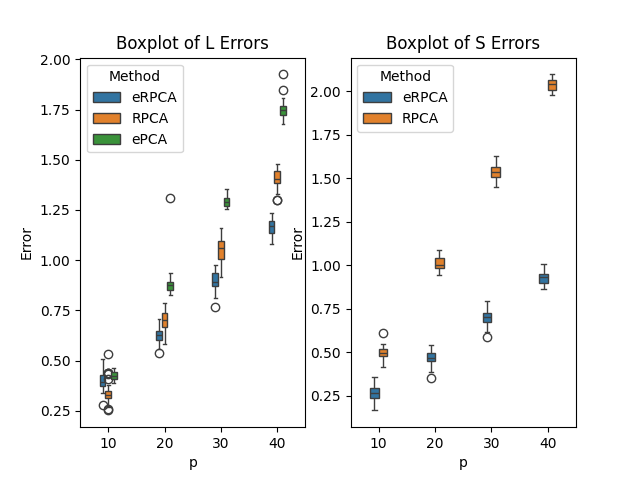 Boxplot of L Errors
Method
eRPCA
RPCA
ePCA
2.00
1.75
1.50
1.25
1.00
0.75
0.50
0.25
Error
10 20 30 40
p
Boxplot of S Errors
Method
eRPCA
RPCA
2.00
1.75
1.50
1.25
1.00
0.75
0.50
0.25
Error
10 20 30 40
p